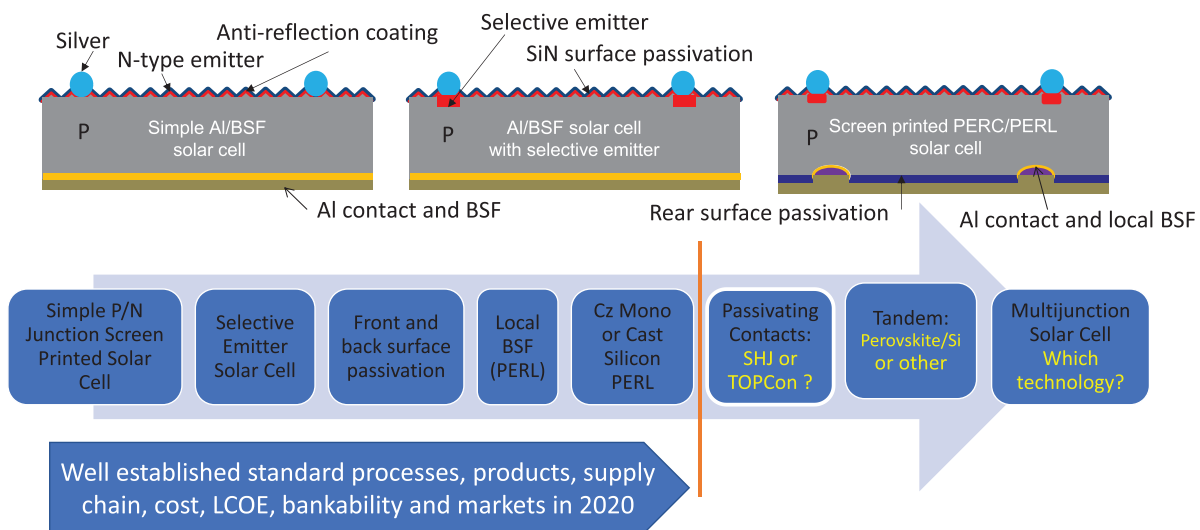 Silver
N-type emitter
Anti-reflection coating
P
Simple Al/BSF
solar cell
Al contact and BSF
Selective emitter
SiN surface passivation
P
Al/BSF solar cell
with selective emitter
P
Screen printed PERC/PERL
solar cell
Rear surface passivation
Al contact and local BSF
Simple P/N
Junction Screen
Printed Solar
Cell
Selective
Emitter
Solar Cell
Front and
back surface
passivation
Local
BSF
(PERL)
Cz Mono
or Cast
Silicon
PERL
Passivating
Contacts:
SHJ or
TOPCon ?
Tandem:
Perovskite/Si
or other
Multijunction
Solar Cell
Which
technology?
Well established standard processes, products, supply
chain, cost, LCOE, bankability and markets in 2020